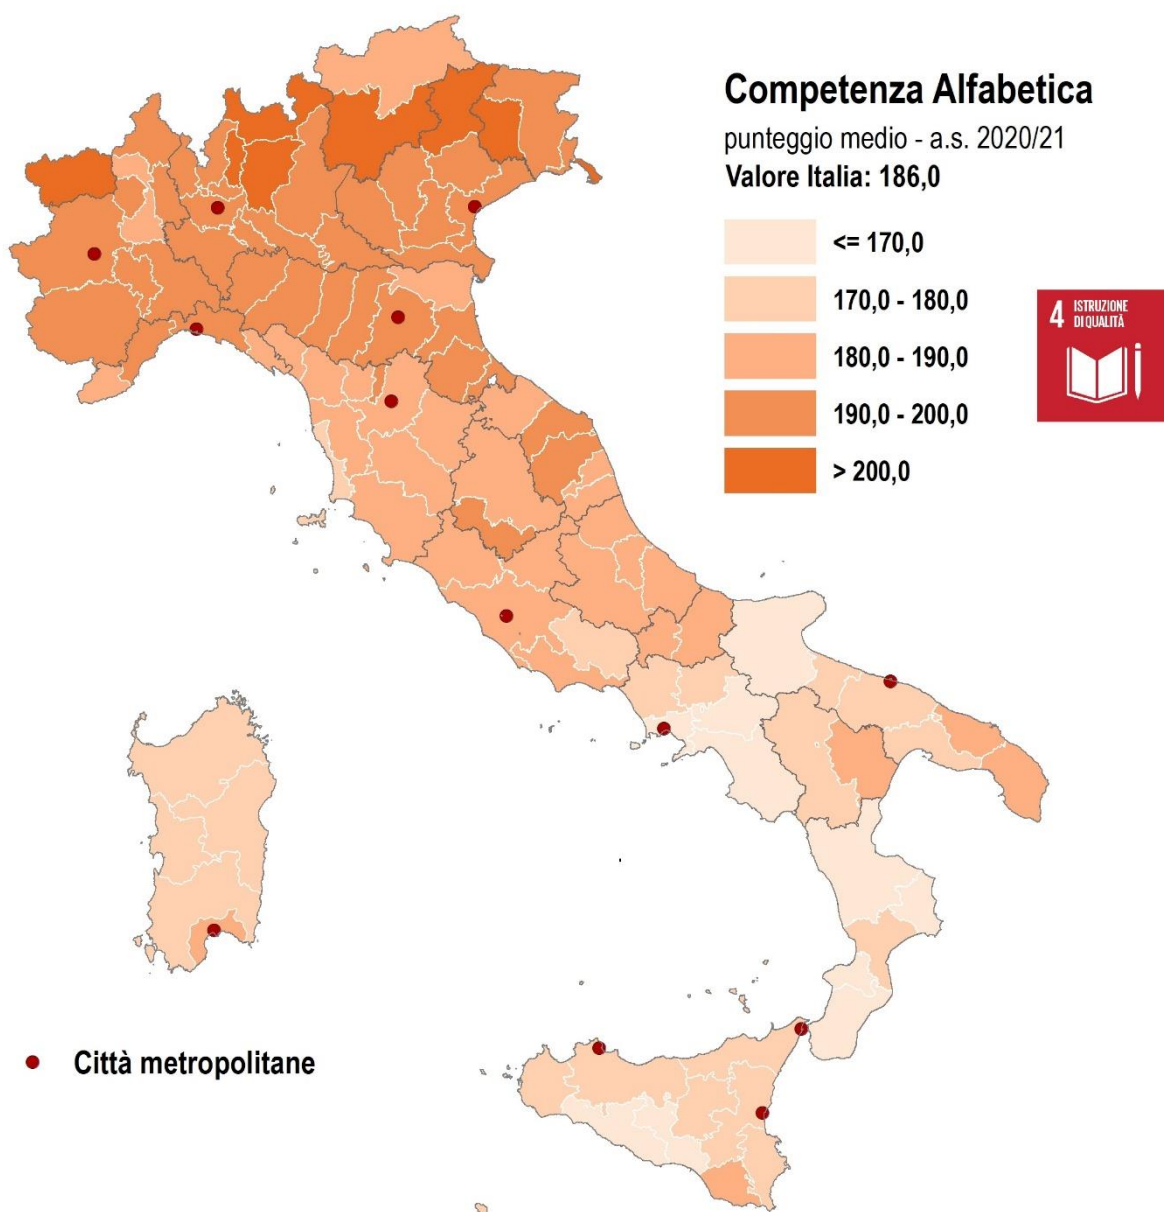 Competenza Alfabetica
punteggio medio - a.s. 2020/21
Valore Italia: 186,0
<= 170,0
170,0 - 180,0
180,0 - 190,0
190,0 - 200,0
> 200,0
4 ISTRUZIONE
DI QUALITÀ
Città metropolitane